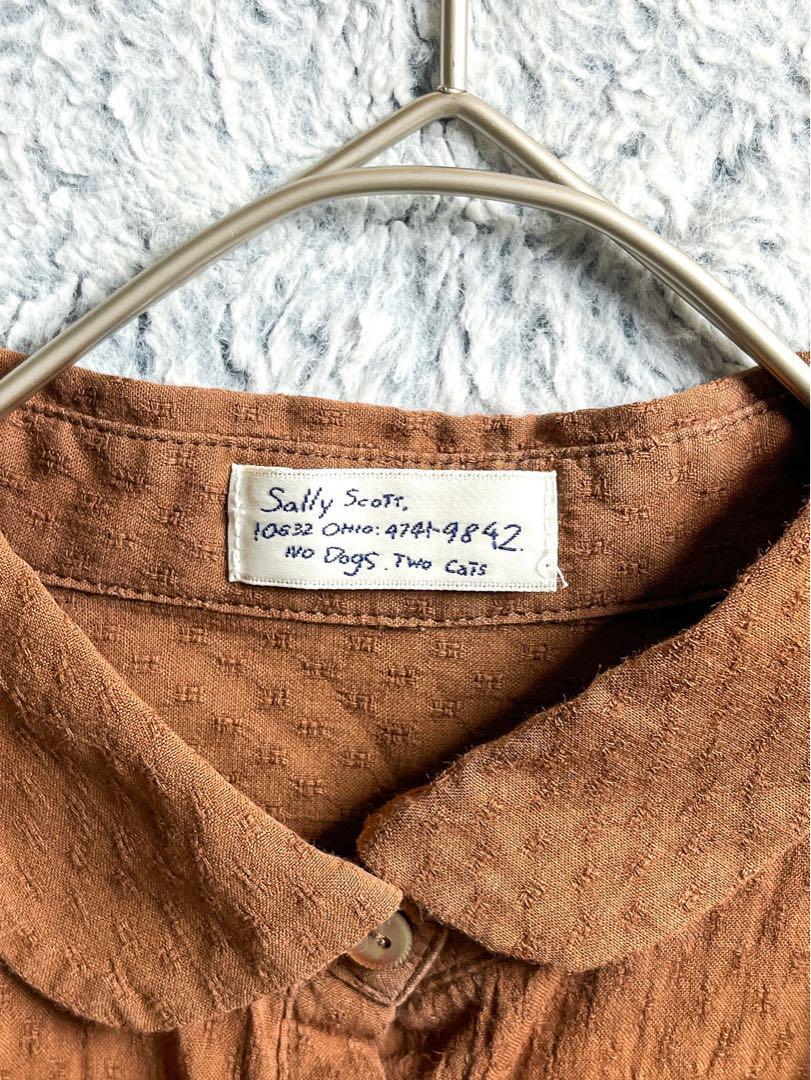 Sally Scott.
10632 OHIO: 4741-9842.
NO Dogs. Two Cats